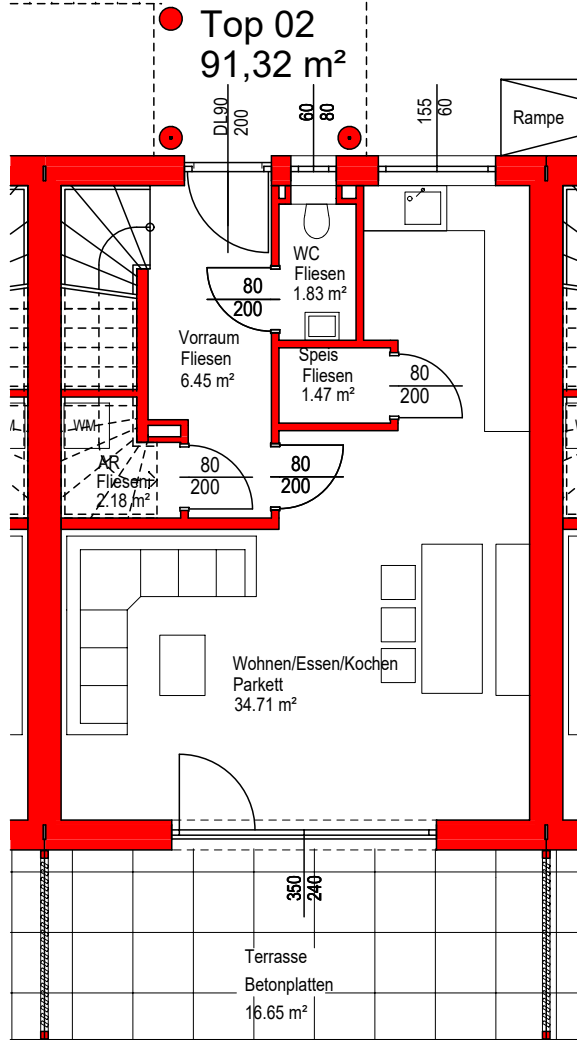 Top 02
91,32 m²
DL90
200
60
80
155
60
Rampe
WC
Fliesen
1.83 m²
80
200
Vorraum
Fliesen
6.45 m²
Speis
Fliesen
1.47 m²
80
200
WM
AR
Fliesen
2.18 m²
80
200
80
200
Wohnen/Essen/Kochen
Parkett
34.71 m²
350
240
Terrasse
Betonplatten
16.65 m²